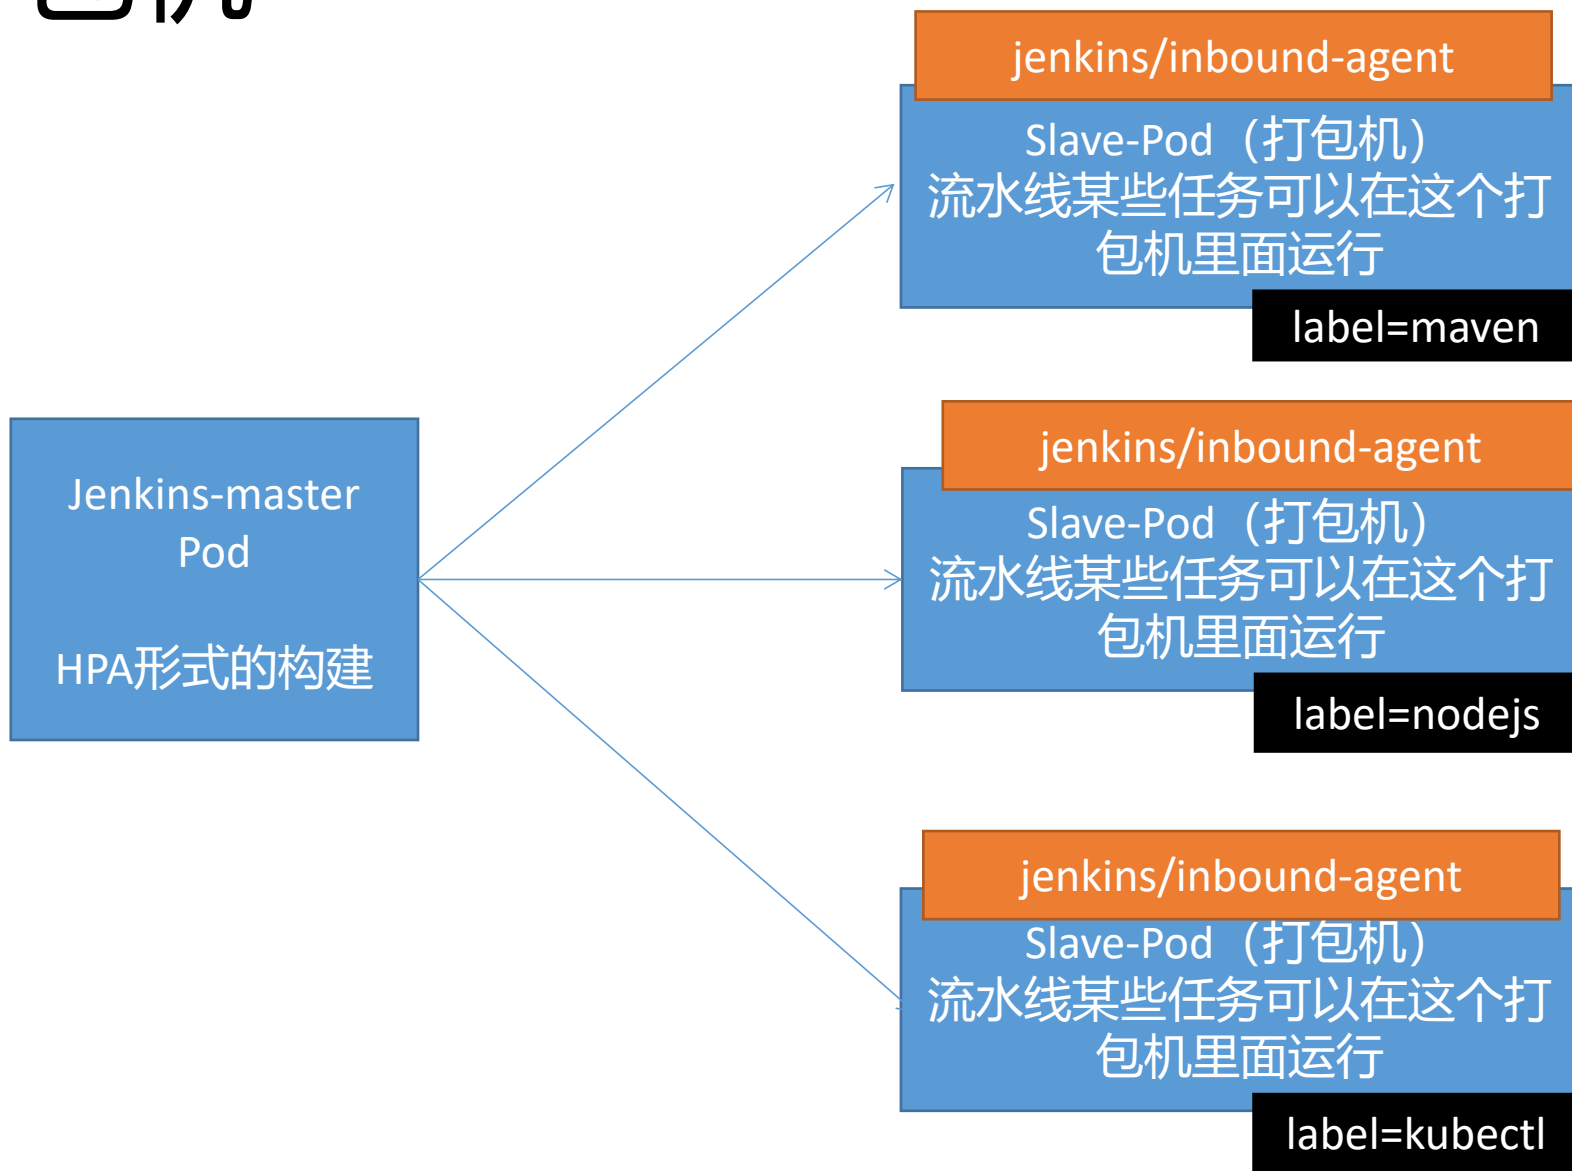 包机
jenkins/inbound-agent
Slave-Pod（打包机）
流水线某些任务可以在这个打
包机里面运行
label=maven
Jenkins-master
Pod
HPA形式的构建
jenkins/inbound-agent
Slave-Pod（打包机）
流水线某些任务可以在这个打
包机里面运行
label=nodejs
jenkins/inbound-agent
Slave-Pod（打包机）
流水线某些任务可以在这个打
包机里面运行
label=kubectl